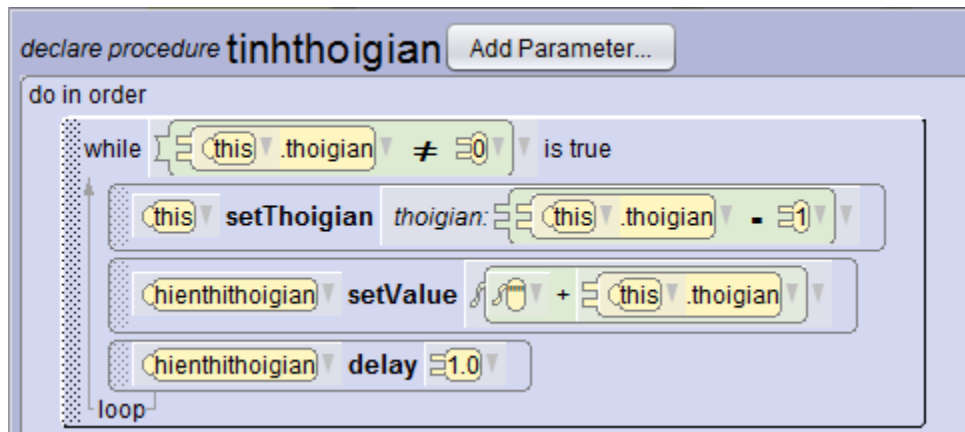 declare procedure tinhthoigian Add Parameter...
do in order
while this .thoigian ≠ 0 is true
this setThoigian thoigian: this .thoigian - 1
hienthithoigian setValue + this .thoigian
hienthithoigian delay 1.0
loop